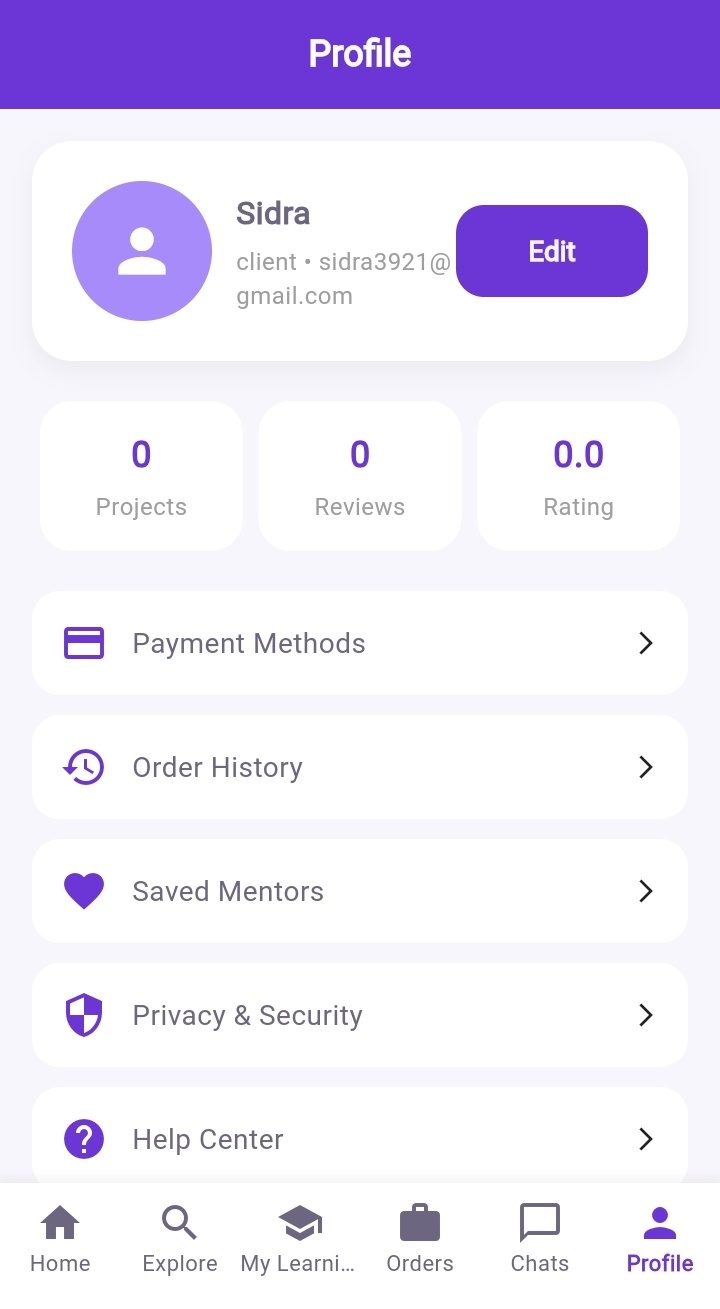 Profile
Sidra
client • sidra3921@
gmail.com
Edit
0
Projects
0
Reviews
0.0
Rating
Payment Methods
Order History
Saved Mentors
Privacy & Security
Help Center
Home
Explore
My Learni...
Orders
Chats
Profile